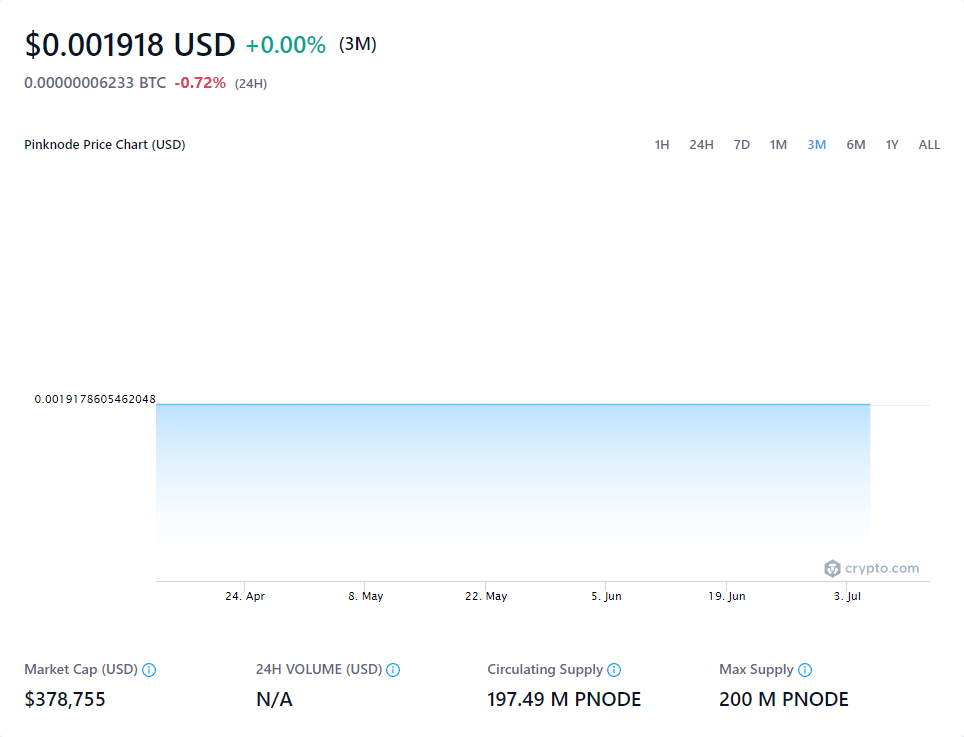 $0.001918 USD +0.00% (3M)
0.00000006233 BTC -0.72% (24H)
Pinknode Price Chart (USD) 1H 24H 7D 1M 3M 6M 1Y ALL
0.0019178605462048
crypto.com
24. Apr 8. May 22. May 5. Jun 19. Jun 3. Jul
Market Cap (USD) 24H VOLUME (USD) Circulating Supply Max Supply
$378,755 N/A 197.49 M PNODE 200 M PNODE